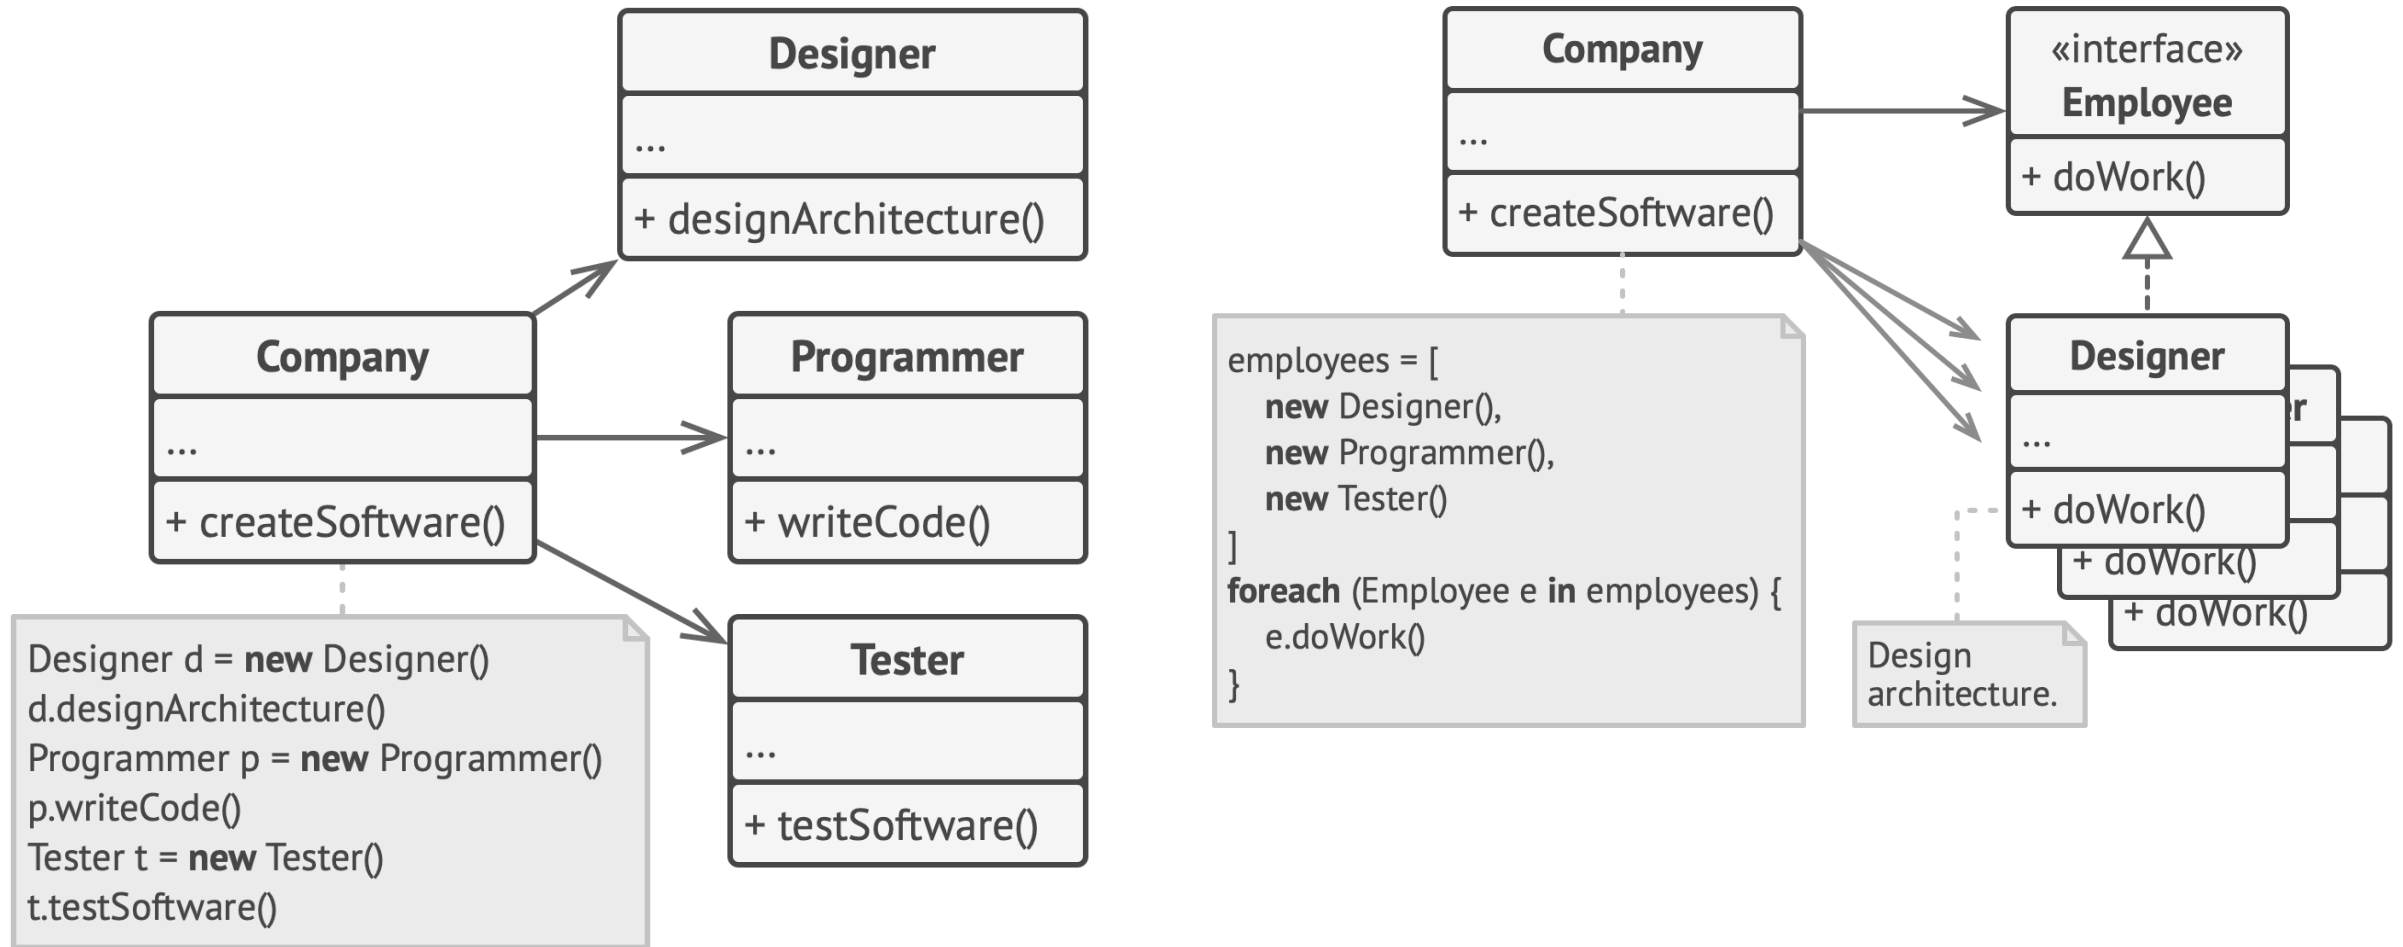 Designer
...
+ designArchitecture()
Company
...
+ createSoftware()
Programmer
...
+ writeCode()
Tester
...
+ testSoftware()
Designer d = new Designer()
d.designArchitecture()
Programmer p = new Programmer()
p.writeCode()
Tester t = new Tester()
t.testSoftware()
Company
...
+ createSoftware()
«interface»
Employee
+ doWork()
employees = [
new Designer(),
new Programmer(),
new Tester()
]
foreach (Employee e in employees) {
e.doWork()
}
Designer
...
+ doWork()
+ doWork()
+ doWork()
Design
architecture.